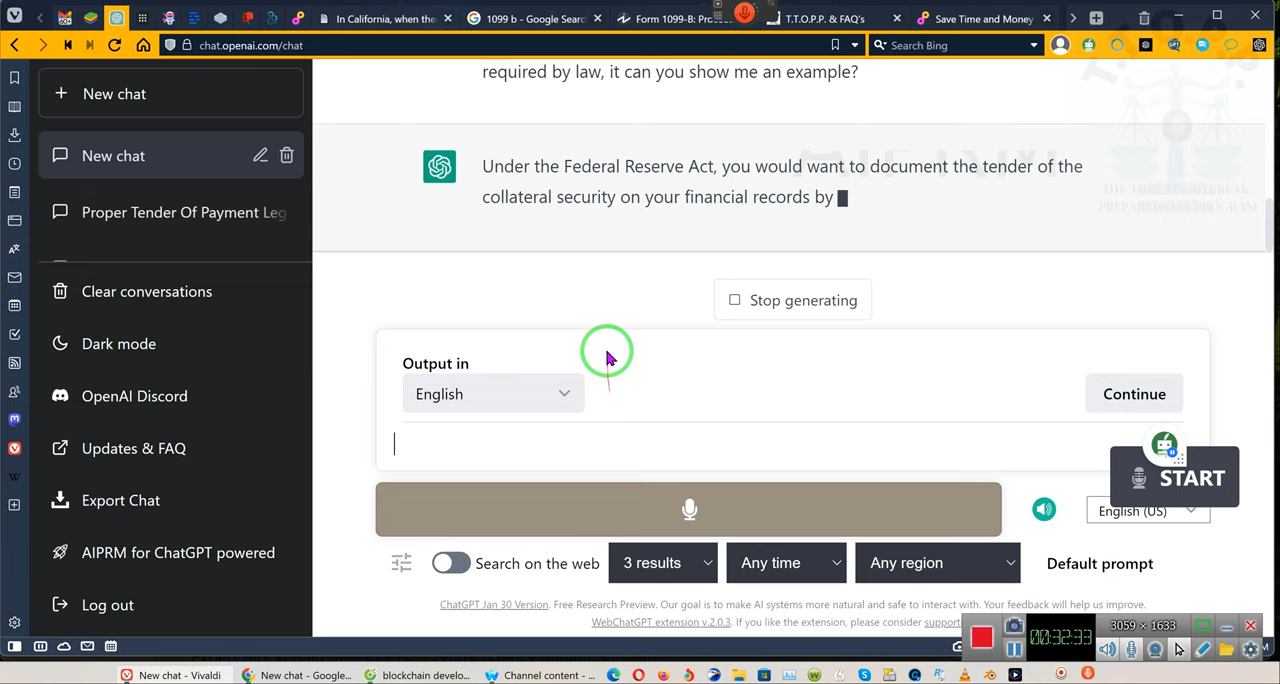 In California, when the
1099 b - Google Sear
Form 1099-B: Pro
T.T.O.P.P. & FAQ's
Save Time and Money
chat.openai.com/chat
Search Bing
New chat
New chat
Proper Tender Of Payment Leg
Clear conversations
Dark mode
OpenAI Discord
Updates & FAQ
Export Chat
AIPRM for ChatGPT powered
Log out
required by law, it can you show me an example?
Under the Federal Reserve Act, you would want to document the tender of the
collateral security on your financial records by
Stop generating
Output in
English
Continue
START
English (US)
Search on the web
3 results
Any time
Any region
Default prompt
ChatGPT Jan 30 Version. Free Research Preview. Our goal is to make AI systems more natural and safe to interact with. Your feedback will help us improve.
WebChatGPT extension v.2.0.3. If you like the extension, please consider
3059 × 1633
00:32:33
New chat - Vivaldi
New chat - Google...
blockchain develo...
Channel content - ...